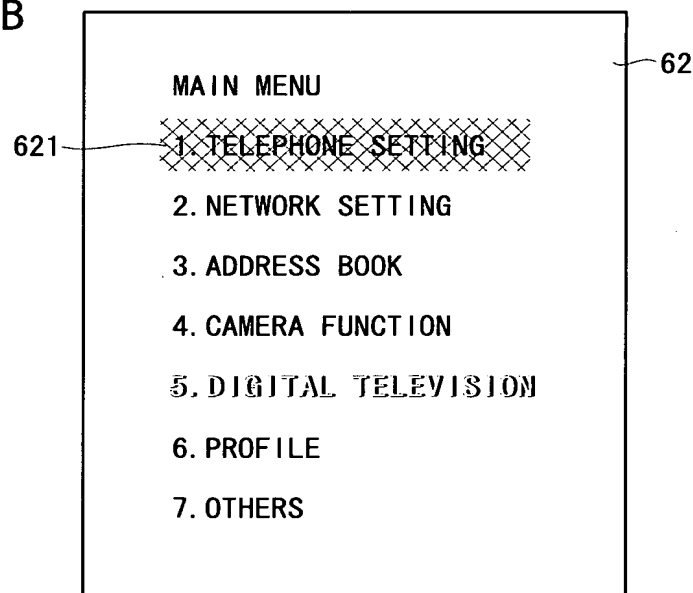 B
62
MAIN MENU
621
1. TELEPHONE SETTING
2. NETWORK SETTING
3. ADDRESS BOOK
4. CAMERA FUNCTION
5. DIGITAL TELEVISION
6. PROFILE
7. OTHERS